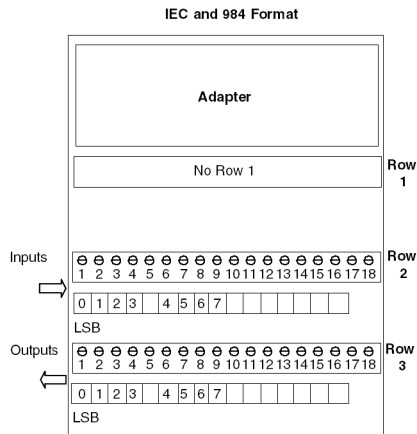 IEC and 984 Format
Adapter
No Row 1
Row 1
Inputs
1 2 3 4 5 6 7 8 9 10 11 12 13 14 15 16 17 18
Row 2
0 1 2 3 4 5 6 7
LSB
Outputs
1 2 3 4 5 6 7 8 9 10 11 12 13 14 15 16 17 18
Row 3
0 1 2 3 4 5 6 7
LSB